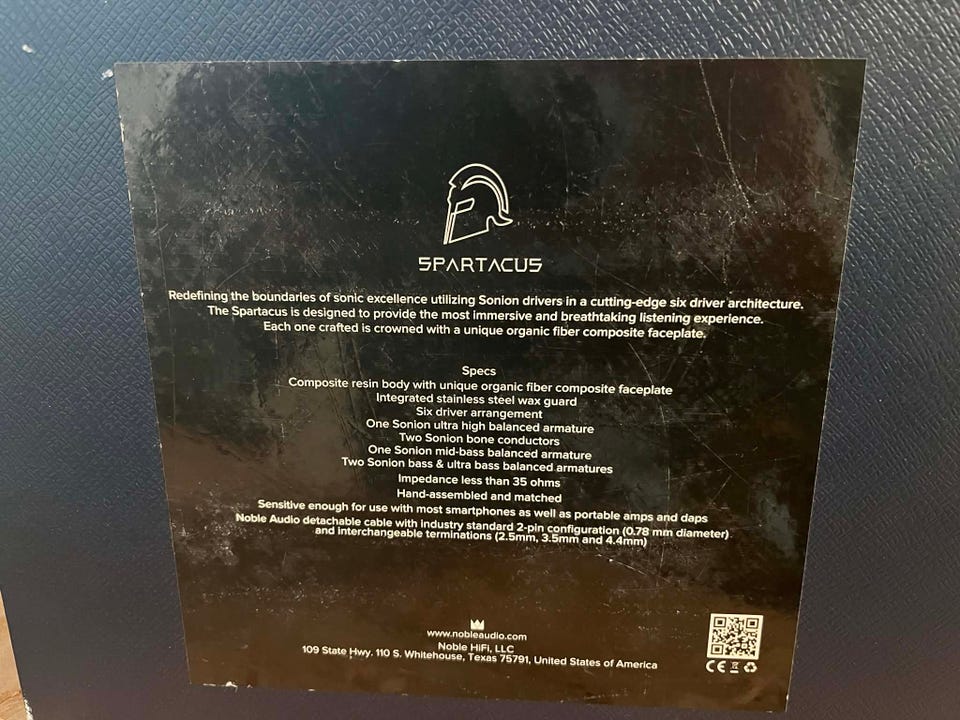 SPARTACUS
Redefining the boundaries of sonic excellence utilizing Sonion drivers in a cutting-edge six driver architecture.
The Spartacus is designed to provide the most immersive and breathtaking listening experience.
Each one crafted is crowned with a unique organic fiber composite faceplate.
Specs
Composite resin body with unique organic fiber composite faceplate
Integrated stainless steel wax guard
Six driver arrangement
One Sonion ultra high balanced armature
Two Sonion bone conductors
One Sonion mid-bass balanced armature
Two Sonion bass & ultra bass balanced armatures
Impedance less than 35 ohms
Hand-assembled and matched
Sensitive enough for use with most smartphones as well as portable amps and daps
Noble Audio detachable cable with industry standard 2-pin configuration (0.78 mm diameter)
and interchangeable terminations (2.5mm, 3.5mm and 4.4mm)
www.nobleaudio.com
Noble HiFi, LLC
109 State Hwy. 110 S. Whitehouse, Texas 75791, United States of America
CE